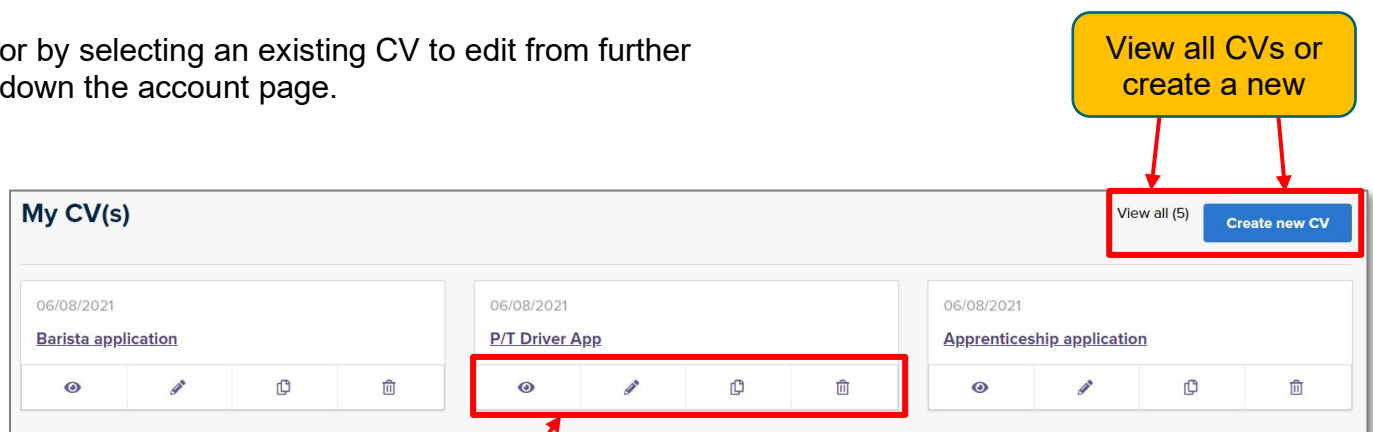 or by selecting an existing CV to edit from further
down the account page.
View all CVs or
create a new
My CV(s)
View all (5)
Create new CV
06/08/2021
Barista application
06/08/2021
P/T Driver App
06/08/2021
Apprenticeship application